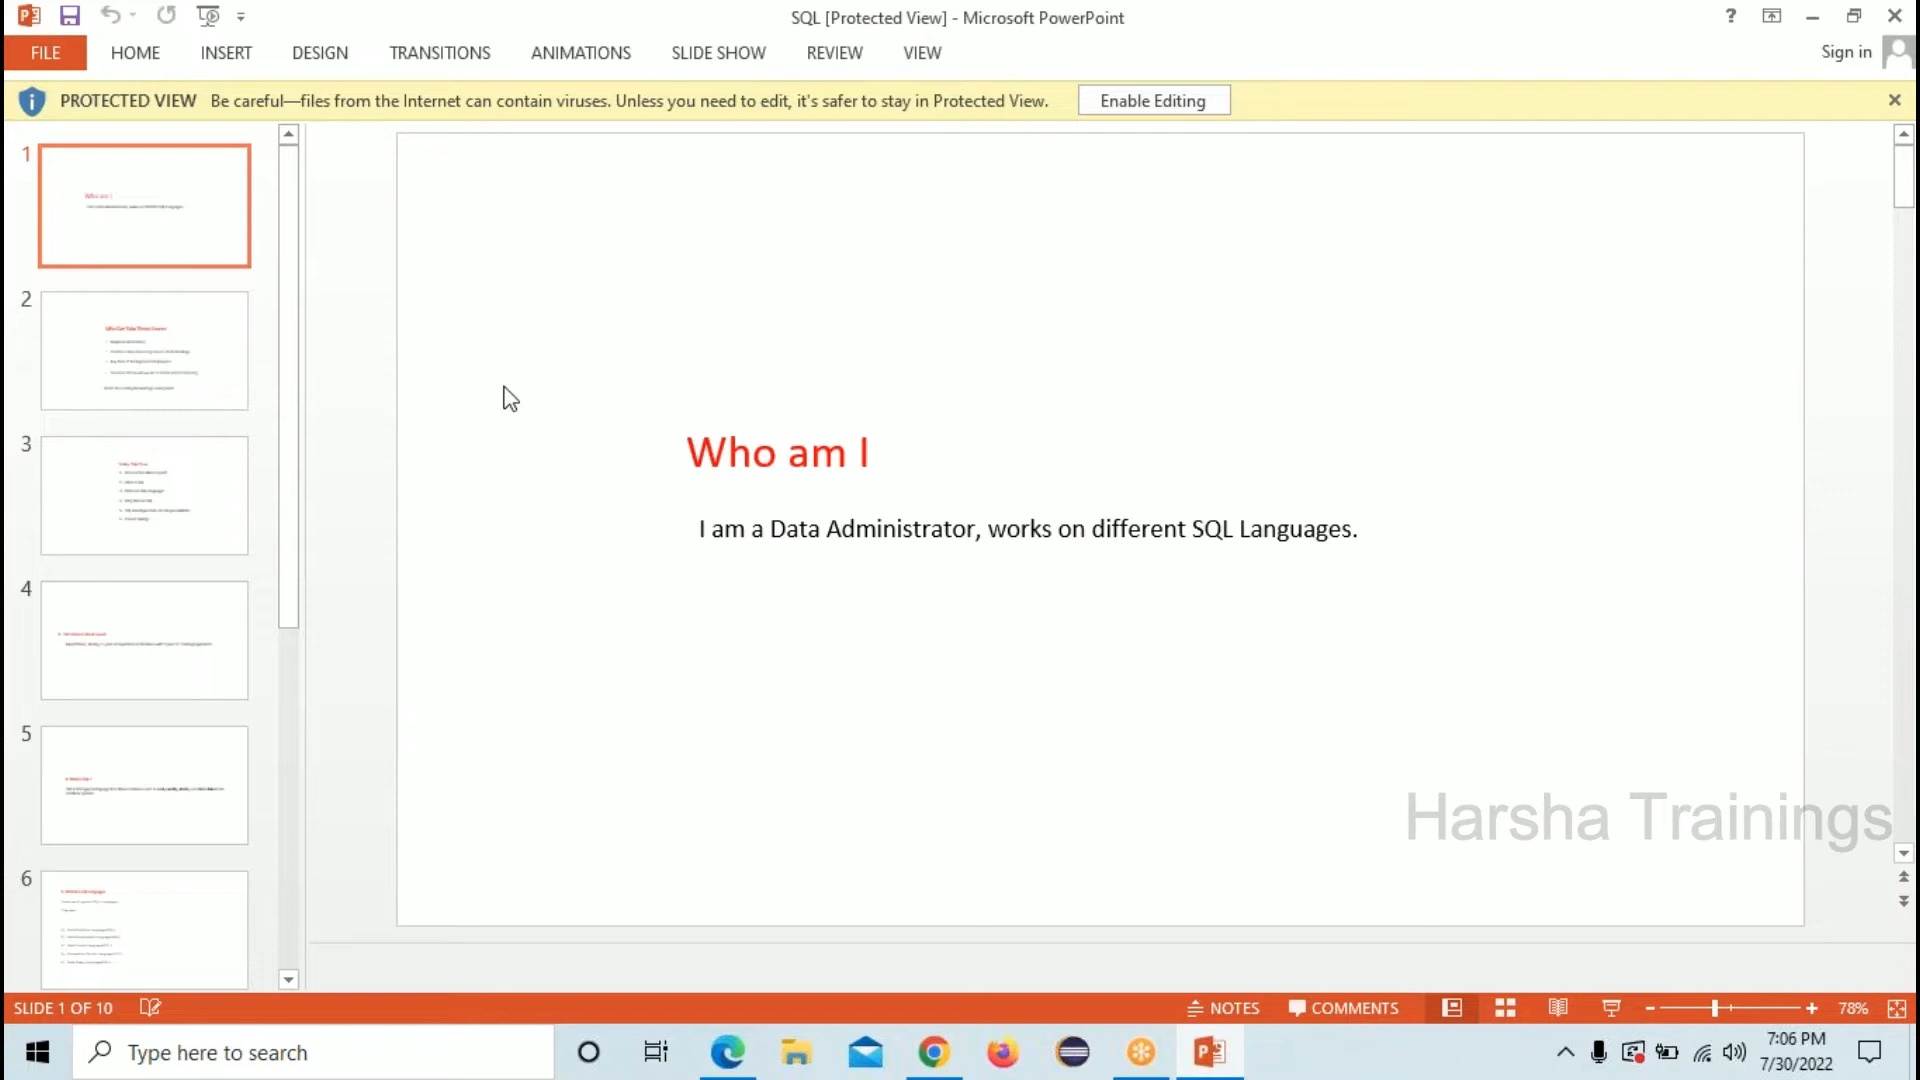 SQL [Protected View] - Microsoft PowerPoint
?
FILE HOME INSERT DESIGN TRANSITIONS ANIMATIONS SLIDE SHOW REVIEW VIEW
Sign in
PROTECTED VIEW Be careful—files from the Internet can contain viruses. Unless you need to edit, it's safer to stay in Protected View. Enable Editing
1
Who am I
2
3
4
5
6
Who am I
I am a Data Administrator, works on different SQL Languages.
Harsha Trainings
SLIDE 1 OF 10
NOTES COMMENTS 78%
Type here to search
7:06 PM
7/30/2022